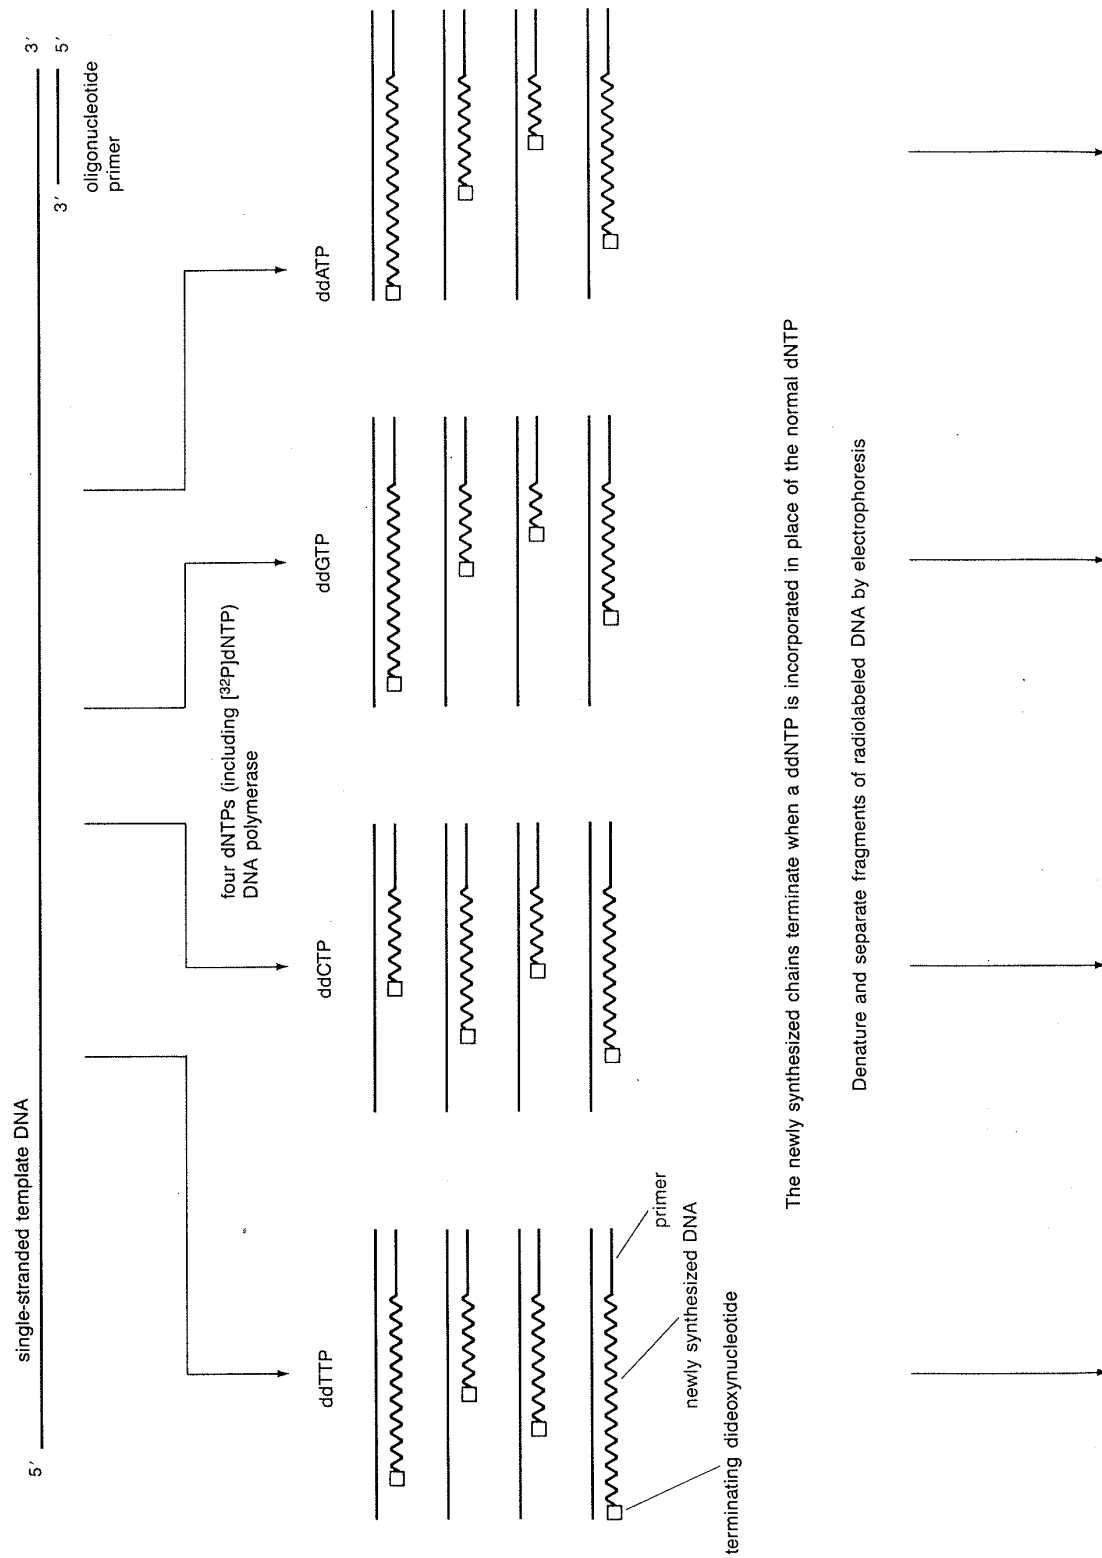 single-stranded template DNA
5′
3′
3′
5′
oligonucleotide
primer
four dNTPs (including [³²P]dNTP)
DNA polymerase
ddTTP
ddCTP
ddGTP
ddATP
primer
newly synthesized DNA
terminating dideoxynucleotide
The newly synthesized chains terminate when a ddNTP is incorporated in place of the normal dNTP
Denature and separate fragments of radiolabeled DNA by electrophoresis